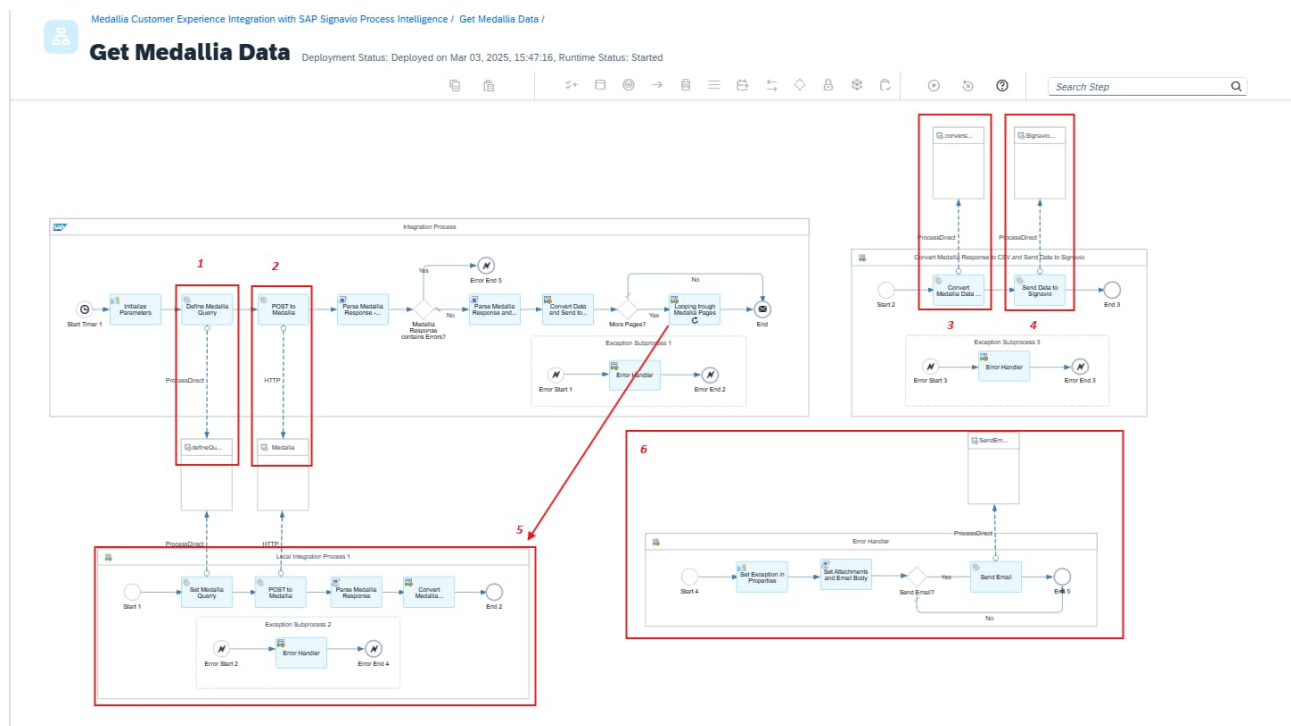 Medallia Customer Experience Integration with SAP Signavio Process Intelligence / Get Medallia Data /
Get Medallia Data
Deployment Status: Deployed on Mar 03, 2025, 15:47:16, Runtime Status: Started
Search Step
conversi...
Signavio...
ProcessDirect
ProcessDirect
SAP
Integration Process
1
2
Start Timer 1
Initialize
Parameters
Define Medallia
Querry
POST to
Medallia
Parse Medallia
Response -...
Medallia
Response
contains Errors?
Yes
No
Error End 5
Parse Medallia
Response and...
Convert Data
and Send to...
More Pages?
Yes
No
Looping trough
Medallia Pages
End
Exception Subprocess 1
Error Start 1
Error Handler
Error End 2
ProcessDirect
HTTP
defineQu...
Medallia
Convert Medallia Response to CSV and Send Data to Signavio
Start 2
Convert
Medallia Data ...
Send Data to
Signavio
End 3
3
4
Exception Subprocess 3
Error Start 3
Error Handler
Error End 3
5
ProcessDirect
HTTP
Local Integration Process 1
Start 1
Set Medallia
Query
POST to
Medallia
Parse Medallia
Response
Convert
Medallia...
End 2
Exception Subprocess 2
Error Start 2
Error Handler
Error End 4
6
SendEm...
ProcessDirect
Error Handler
Start 4
Set Exception in
Properties
Set Attachments
and Email Body
Send Email?
Yes
No
Send Email
End 5